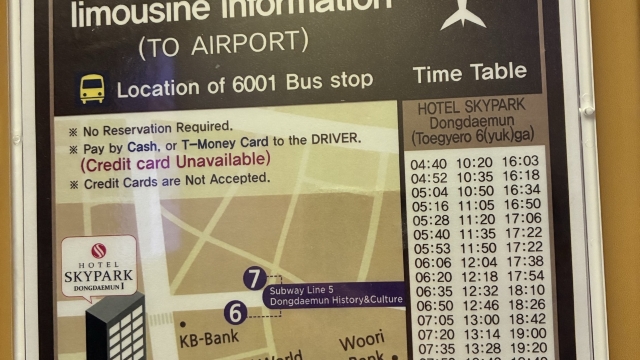 limousine information
(TO AIRPORT)
Location of 6001 Bus stop
Time Table
※ No Reservation Required.
※ Pay by Cash, or T-Money Card to the DRIVER.
(Credit card Unavailable)
※ Credit Cards are Not Accepted.
HOTEL
SKYPARK
DONGDAEMUN I
7
Subway Line 5
Dongdaemun History&Culture
6
KB-Bank
World
Woori
Bank
HOTEL SKYPARK
Dongdaemun
(Toegyero 6(yuk)ga)
04:40 10:20 16:03
04:52 10:35 16:18
05:04 10:50 16:34
05:16 11:05 16:50
05:28 11:20 17:06
05:40 11:35 17:22
05:53 11:50 17:22
06:06 12:04 17:38
06:20 12:18 17:54
06:35 12:32 18:10
06:50 12:46 18:26
07:05 13:00 18:42
07:20 13:14 19:00
07:35 13:28 19:20